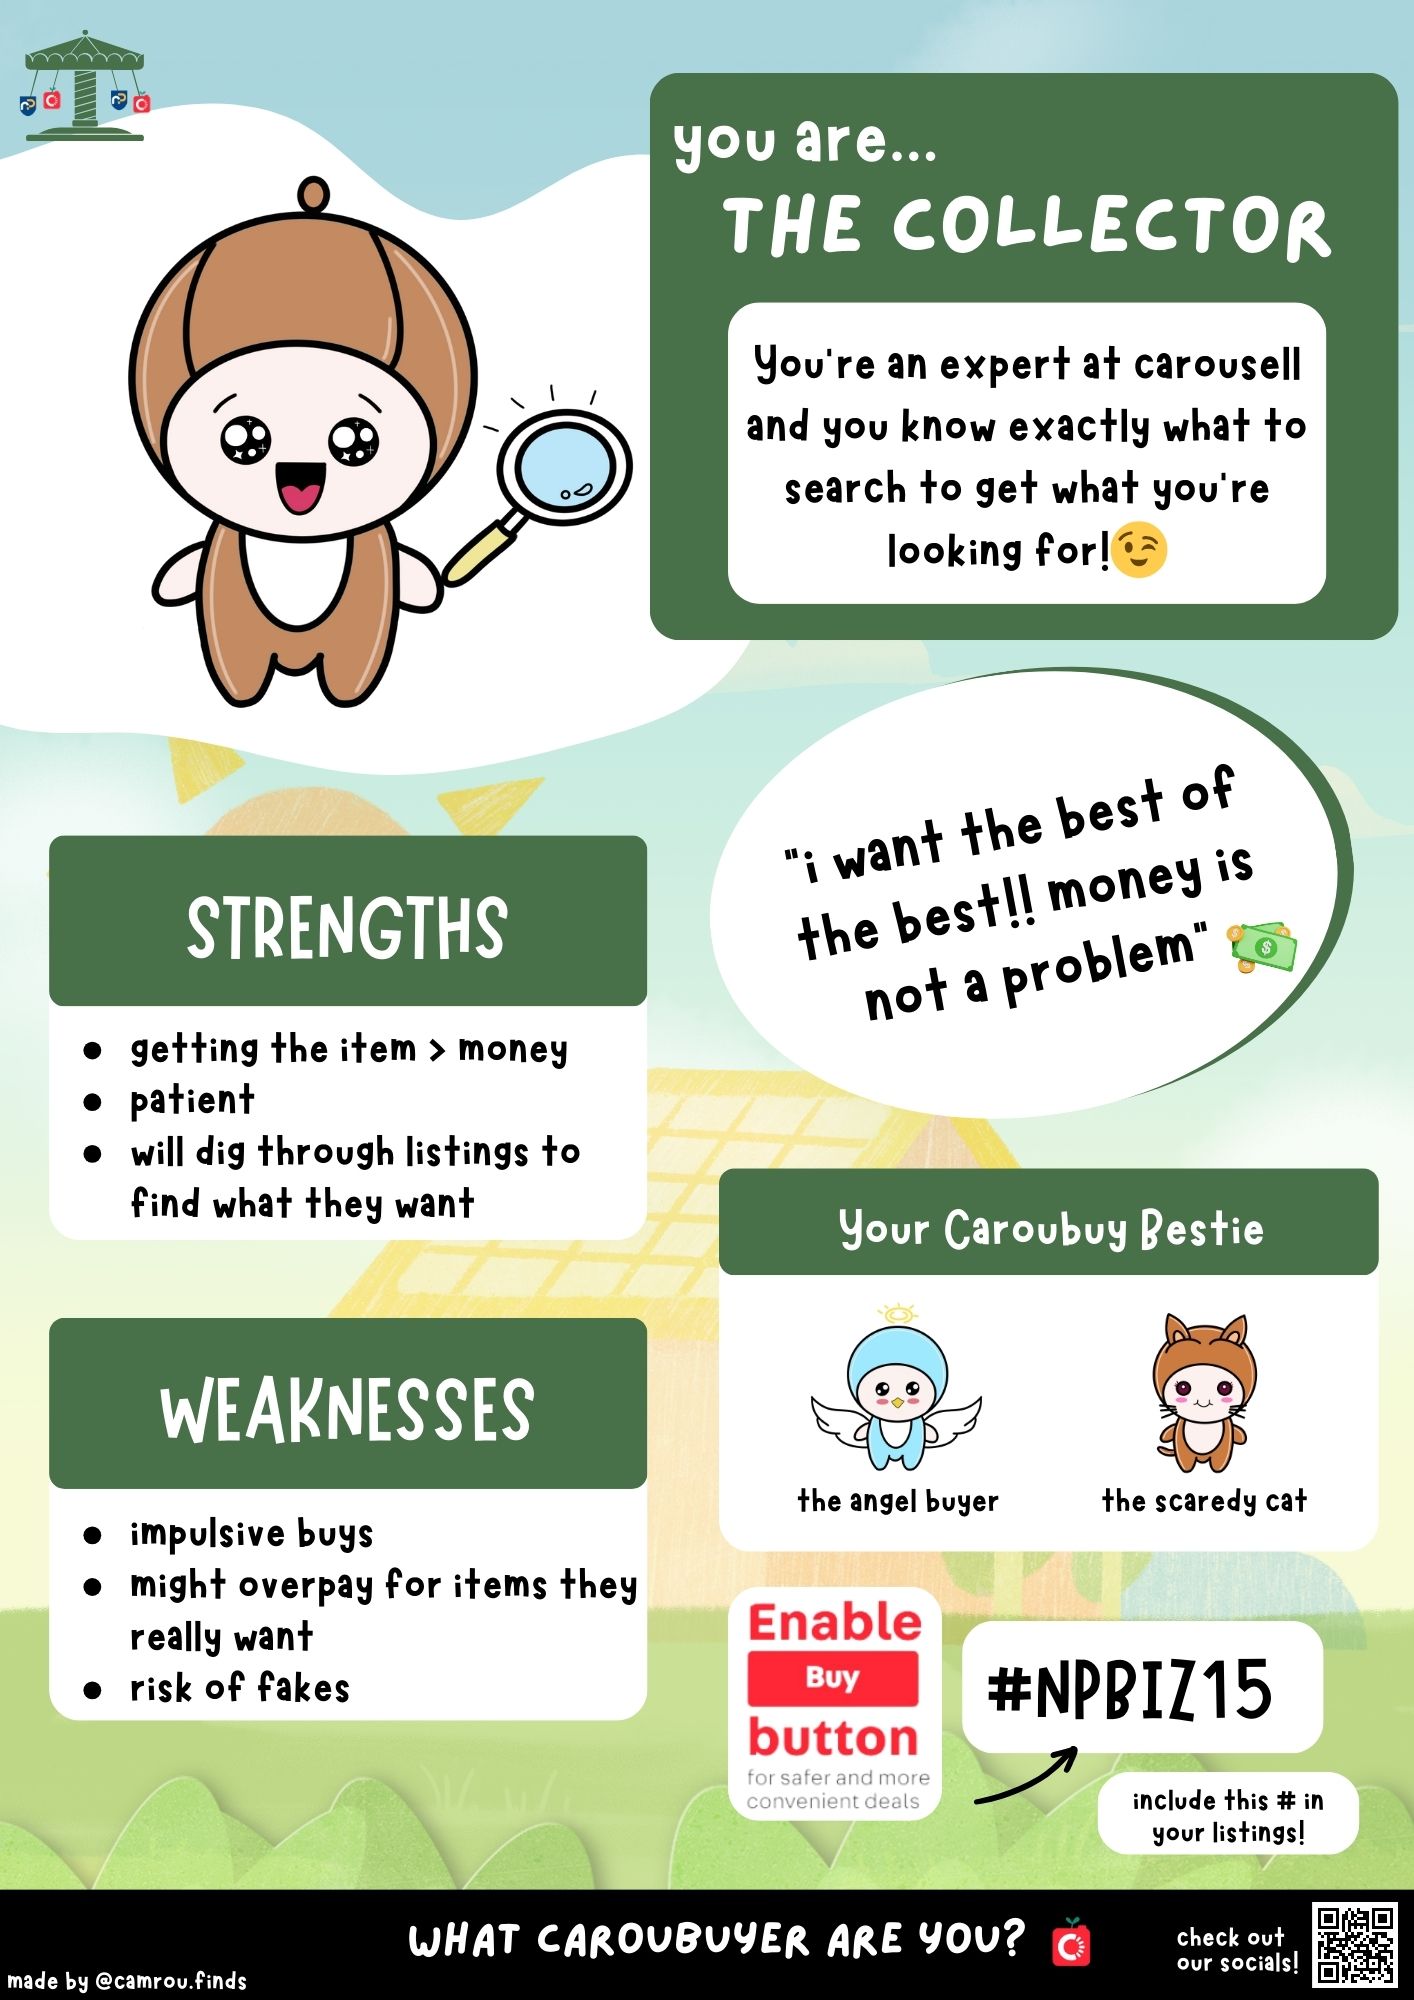 you are...
THE COLLECTOR
You're an expert at carousell
and you know exactly what to
search to get what you're
looking for!😉
"i want the best of
the best!! money is
not a problem"
STRENGTHS
● getting the item > money
● patient
● will dig through listings to
find what they want
WEAKNESSES
● impulsive buys
● might overpay for items they
really want
● risk of fakes
Your Caroubuy Bestie
the angel buyer
the scaredy cat
Enable
Buy
button
for safer and more
convenient deals
#NPBIZ15
include this # in
your listings!
WHAT CAROUBUYER ARE YOU?
check out
our socials!
made by @camrou.finds